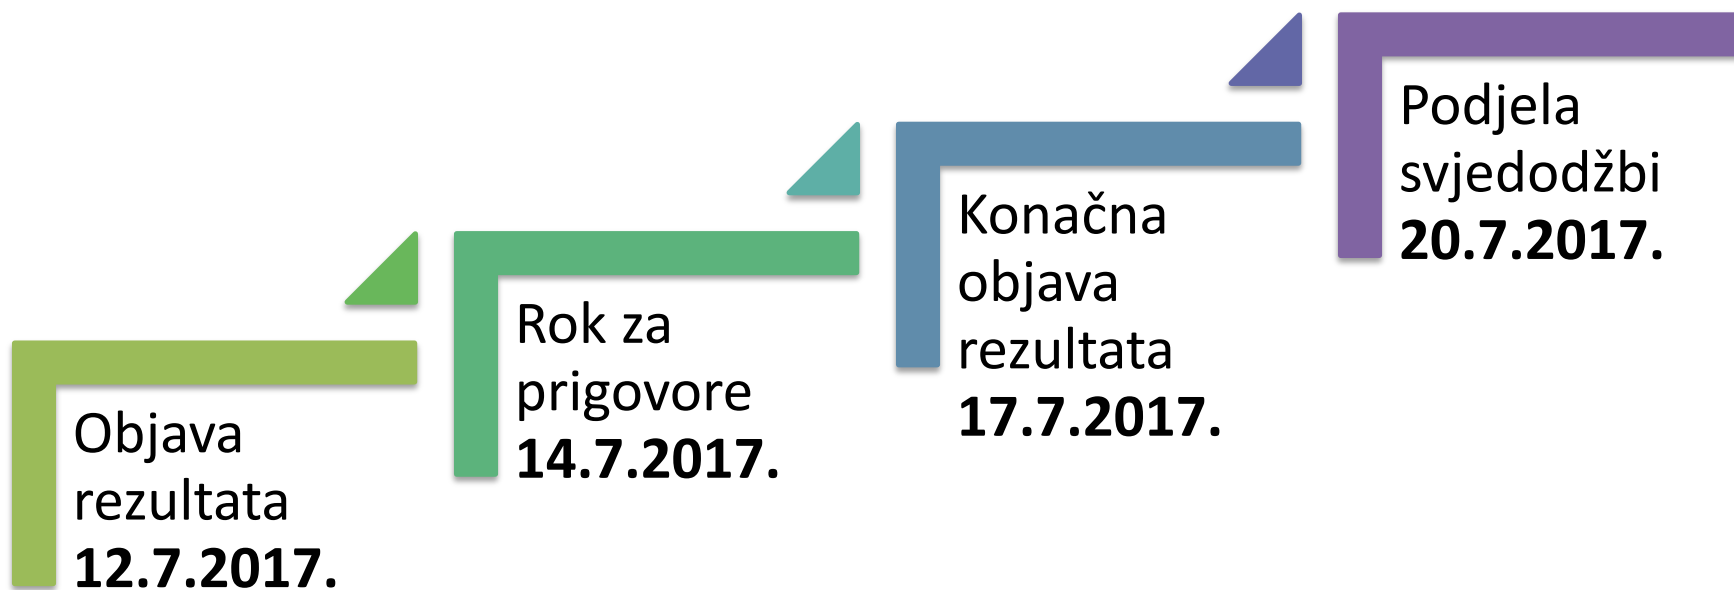 Objava
rezultata
12.7.2017.
Rok za
prigovore
14.7.2017.
Konačna
objava
rezultata
17.7.2017.
Podjela
svjedodžbi
20.7.2017.